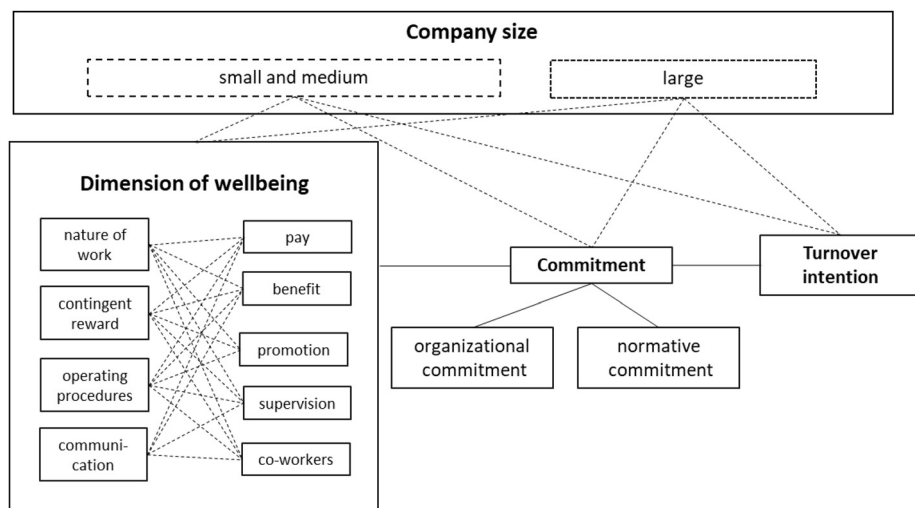 Company size
small and medium
large
Dimension of wellbeing
nature of
work
contingent
reward
operating
procedures
communi-
cation
pay
benefit
promotion
supervision
co-workers
Commitment
organizational
commitment
normative
commitment
Turnover
intention